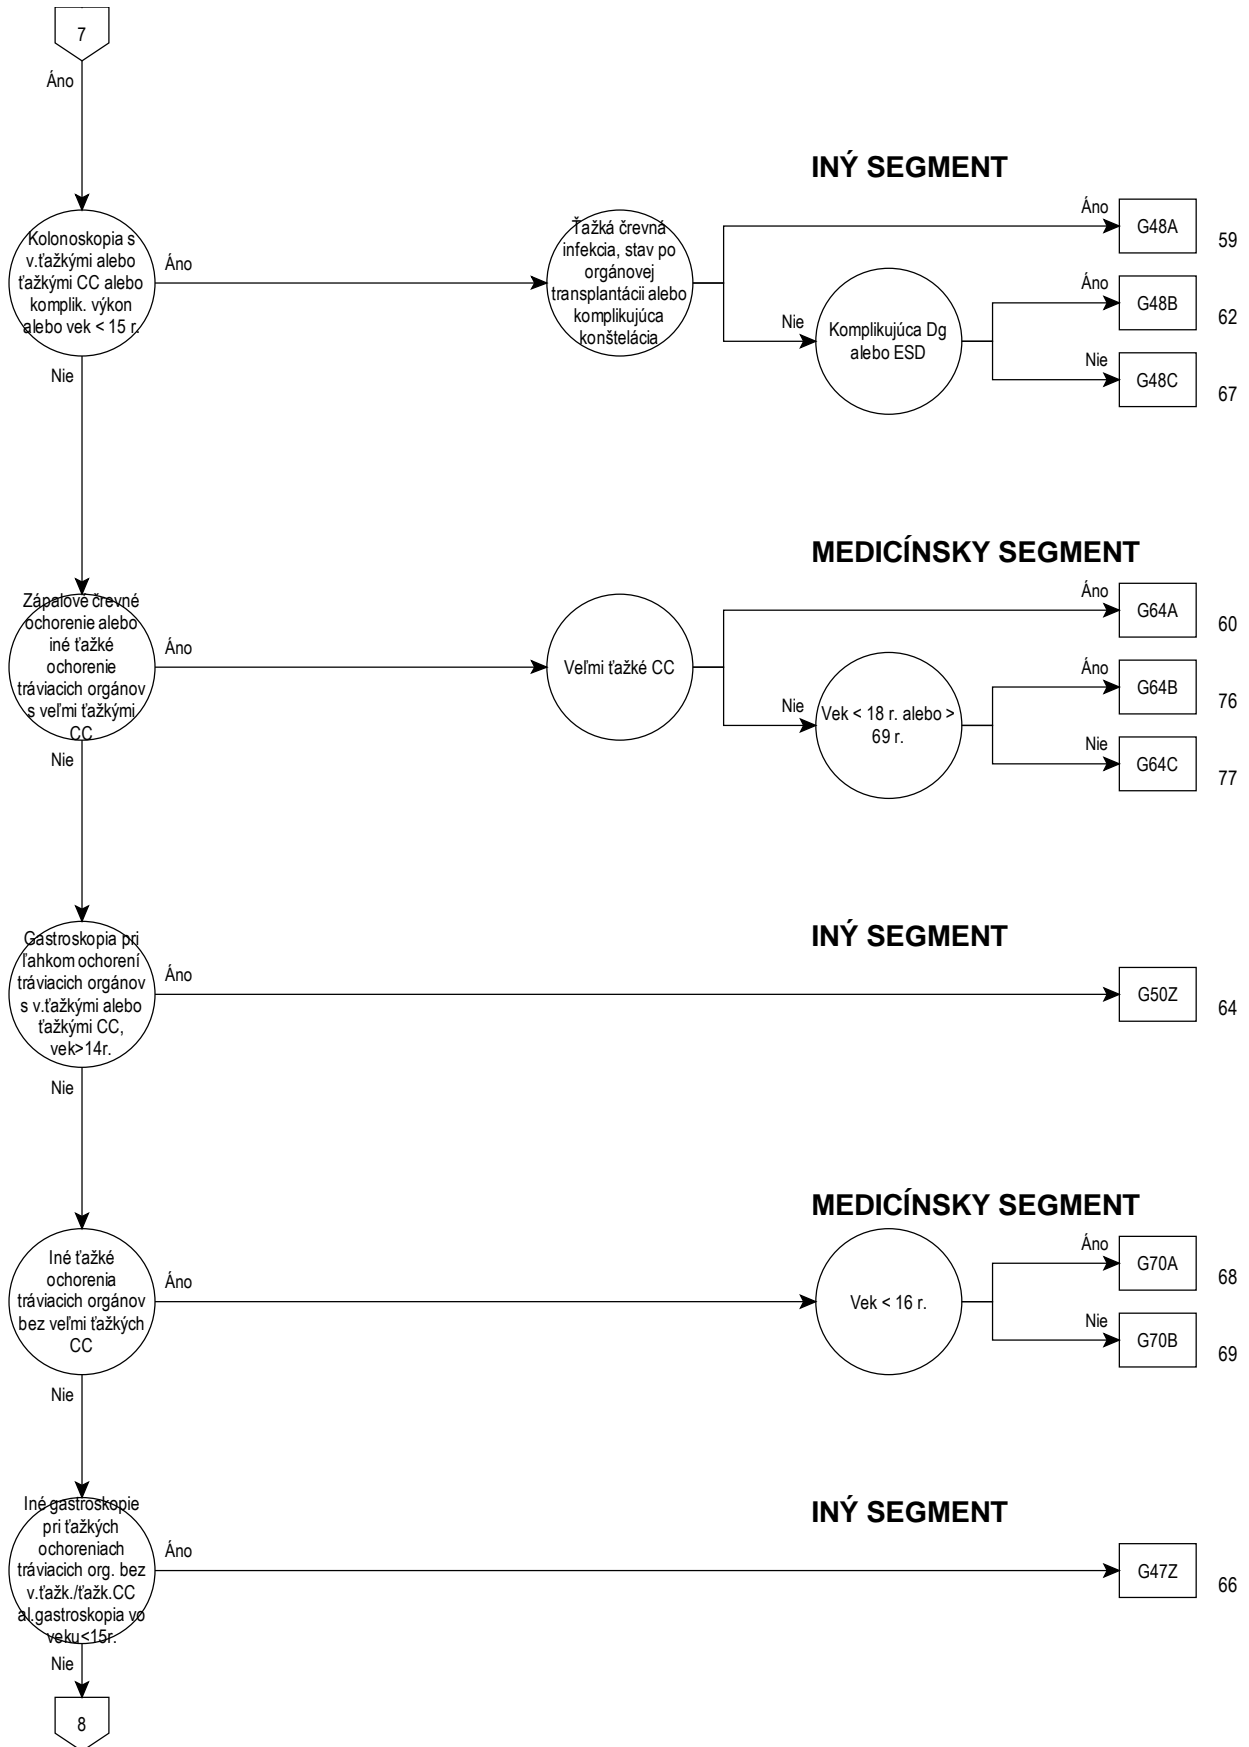 7
Áno
INÝ SEGMENT
Kolonoskopia s
v.ťažkými alebo
ťažkými CC alebo
komplik. výkon
alebo vek < 15 r.
Áno
Nie
Ťažká črevná
infekcia, stav po
orgánovej
transplantácii alebo
komplikujúca
konštelácia
Áno
G48A
59
Nie
Komplikujúca Dg
alebo ESD
Áno
G48B
62
Nie
G48C
67
MEDICÍNSKY SEGMENT
Zápalové črevné
ochorenie alebo
iné ťažké
ochorenie
tráviacich orgánov
s veľmi ťažkými
CC
Áno
Nie
Veľmi ťažké CC
Áno
G64A
60
Nie
Vek < 18 r. alebo >
69 r.
Áno
G64B
76
Nie
G64C
77
INÝ SEGMENT
Gastroskopia pri
ľahkom ochorení
tráviacich orgánov
s v.ťažkými alebo
ťažkými CC,
vek>14r.
Áno
Nie
G50Z
64
MEDICÍNSKY SEGMENT
Iné ťažké
ochorenia
tráviacich orgánov
bez veľmi ťažkých
CC
Áno
Nie
Vek < 16 r.
Áno
G70A
68
Nie
G70B
69
INÝ SEGMENT
Iné gastroskopie
pri ťažkých
ochoreniach
tráviacich org. bez
v.ťažk./ťažk.CC
al.gastroskopia vo
veku<15r.
Áno
Nie
G47Z
66
8